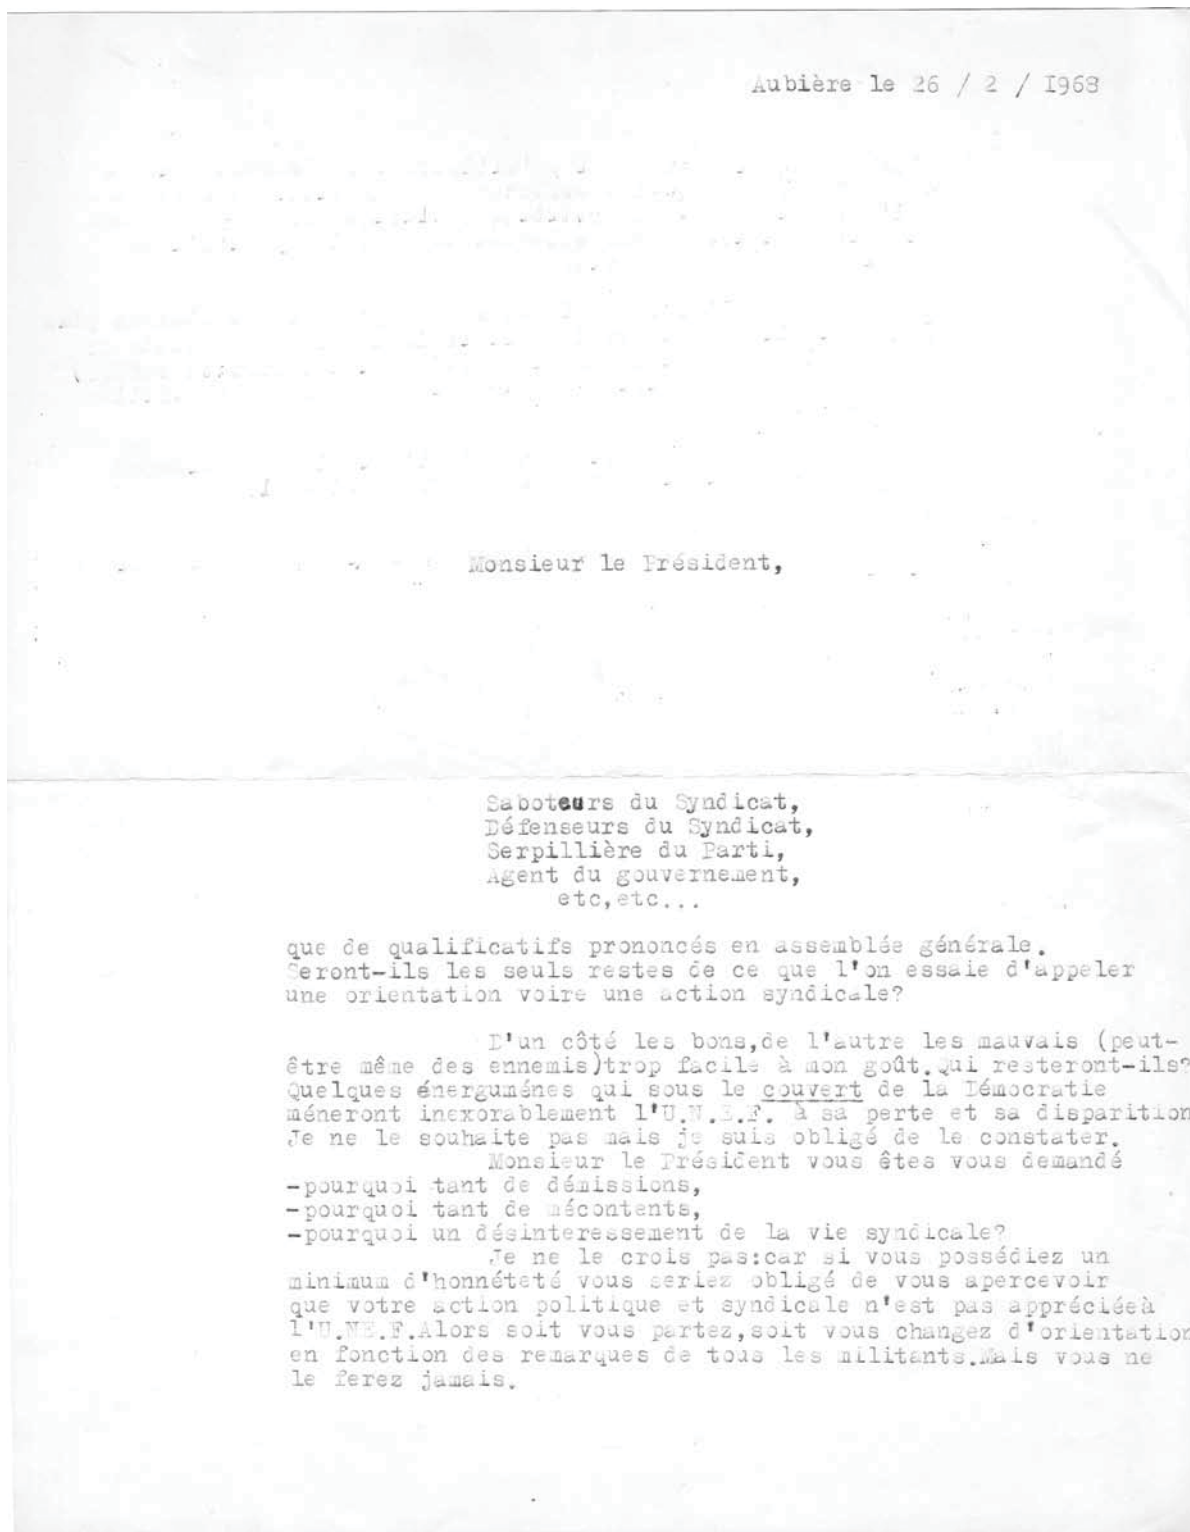 Aubière le 26 / 2 / I968
Monsieur le Président,
Saboteurs du Syndicat,
Défenseurs du Syndicat,
Serpillière du Parti,
Agent du gouvernement,
etc,etc...
que de qualificatifs prononcés en assemblée générale.
Seront-ils les seuls restes de ce que l'on essaie d'appeler
une orientation voire une action syndicale?
D'un côté les bons,de l'autre les mauvais (peut-
être même des ennemis)trop facile à mon goût.Qui resteront-ils?
Quelques énerguménes qui sous le couvert de la Démocratie
méneront inexorablement l'U.N.E.F. à sa perte et sa disparition
Je ne le souhaite pas mais je suis obligé de le constater.
Monsieur le Président vous êtes vous demandé
-pourquoi tant de démissions,
-pourquoi tant de mécontents,
-pourquoi un désinteressement de la vie syndicale?
Je ne le crois pas:car si vous possédiez un
minimum d'honnéteté vous seriez obligé de vous apercevoir
que votre action politique et syndicale n'est pas appréciéeà
l'U.NE.F.Alors soit vous partez,soit vous changez d'orientation
en fonction des remarques de tous les militants.Mais vous ne
le ferez jamais.